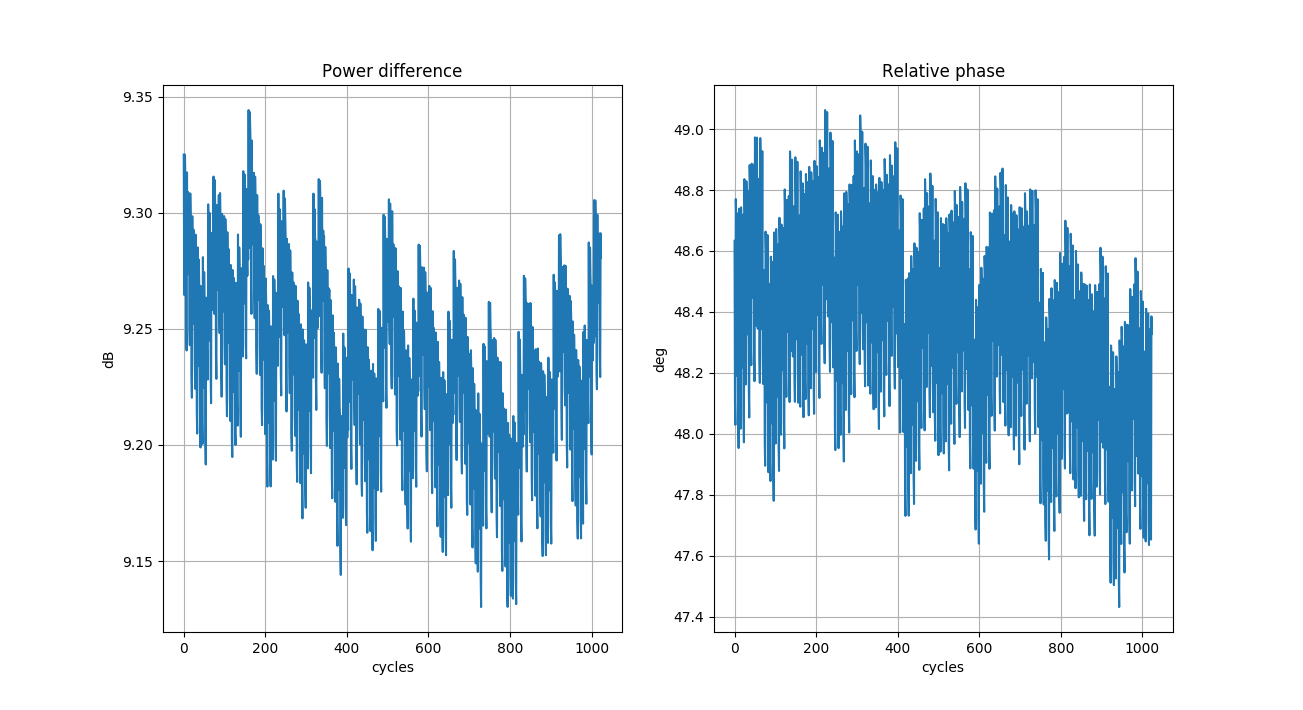 Power difference
9.35
9.30
9.25
9.20
9.15
dB
0 200 400 600 800 1000
cycles
Relative phase
49.0
48.8
48.6
48.4
48.2
48.0
47.8
47.6
47.4
deg
0 200 400 600 800 1000
cycles